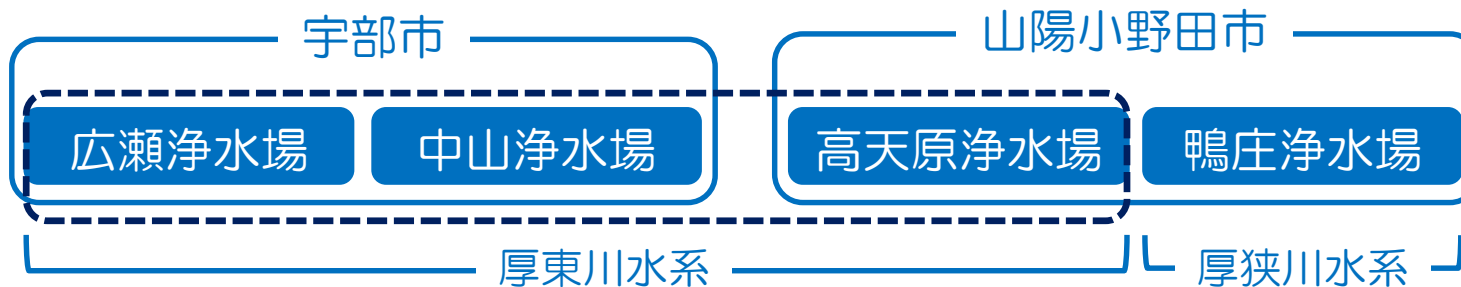 宇部市
山陽小野田市
広瀬浄水場
中山浄水場
高天原浄水場
鴨庄浄水場
厚東川水系
厚狭川水系